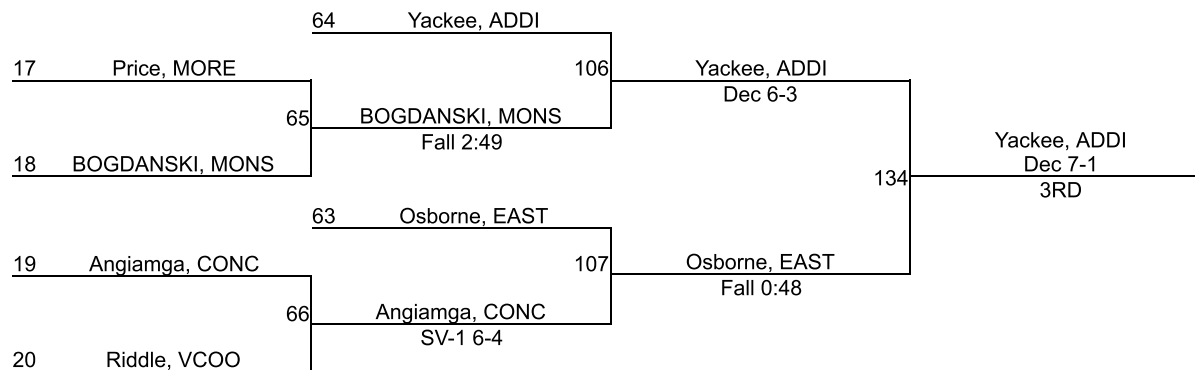 64 Yackee, ADDI
17 Price, MORE
106 Yackee, ADDI
Dec 6-3
65 BOGDANSKI, MONS
Fall 2:49
18 BOGDANSKI, MONS
Yackee, ADDI
Dec 7-1
134
3RD
63 Osborne, EAST
19 Angiamga, CONC
107 Osborne, EAST
Fall 0:48
66 Angiamga, CONC
SV-1 6-4
20 Riddle, VCOO